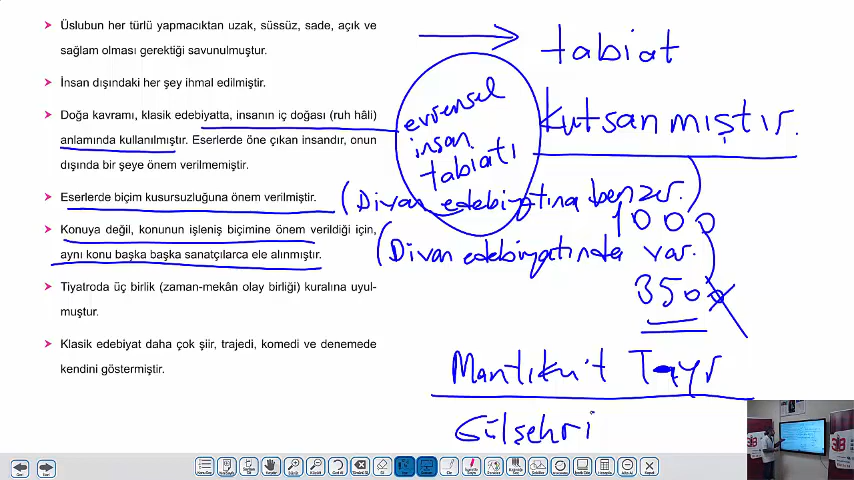 Üslubun her türlü yapmacıktan uzak, süssüz, sade, açık ve
sağlam olması gerektiği savunulmuştur.
İnsan dışındaki her şey ihmal edilmiştir.
Doğa kavramı, klasik edebiyatta, insanın iç doğası (ruh hâli)
anlamında kullanılmıştır. Eserlerde öne çıkan insandır, onun
dışında bir şeye önem verilmemiştir.
Eserlerde biçim kusursuzluğuna önem verilmiştir.
Konuya değil, konunun işleniş biçimine önem verildiği için,
aynı konu başka başka sanatçılarca ele alınmıştır.
Tiyatroda üç birlik (zaman-mekân olay birliği) kuralına uyul-
muştur.
Klasik edebiyat daha çok şiir, trajedi, komedi ve denemede
kendini göstermiştir.
tabiat
kutsanmıştır.
evrensel
insan
tabiatı
(Divan edebiyatına benzer.)
1000
(Divan edebiyatında var.)
3500
Mantıku't Tayr
Gülşehri